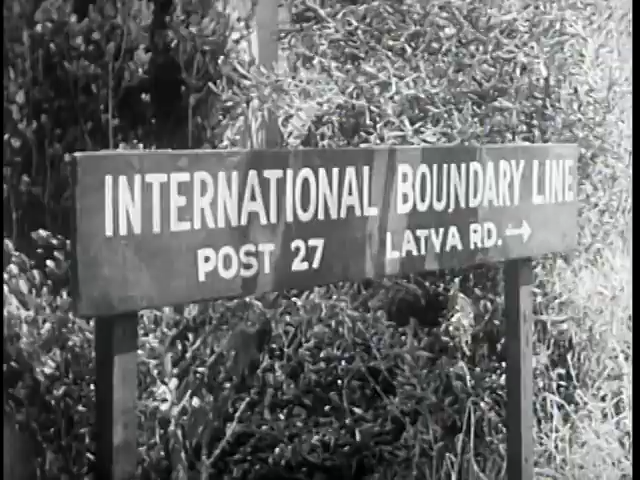 INTERNATIONAL BOUNDARY LINE
POST 27 LATVA RD. →